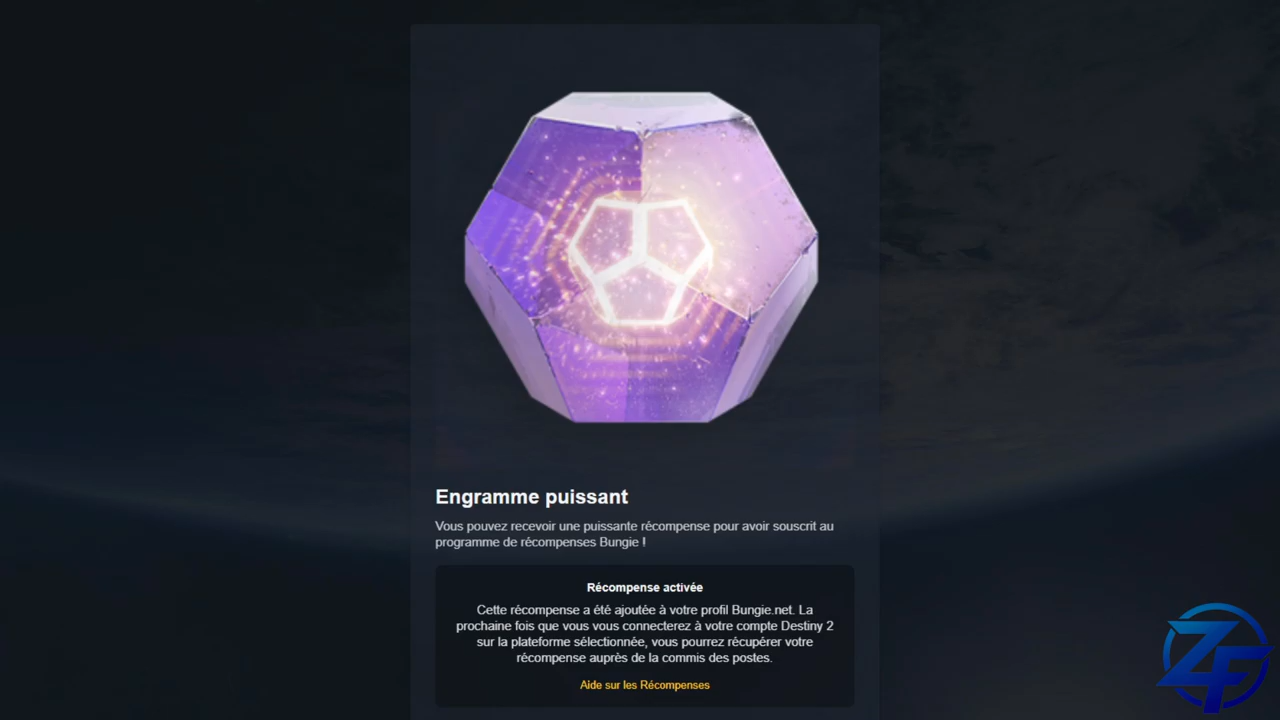 Engramme puissant
Vous pouvez recevoir une puissante récompense pour avoir souscrit au
programme de récompenses Bungie !
Récompense activée
Cette récompense a été ajoutée à votre profil Bungie.net. La
prochaine fois que vous vous connecterez à votre compte Destiny 2
sur la plateforme sélectionnée, vous pourrez récupérer votre
récompense auprès de la commis des postes.
Aide sur les Récompenses
ZF